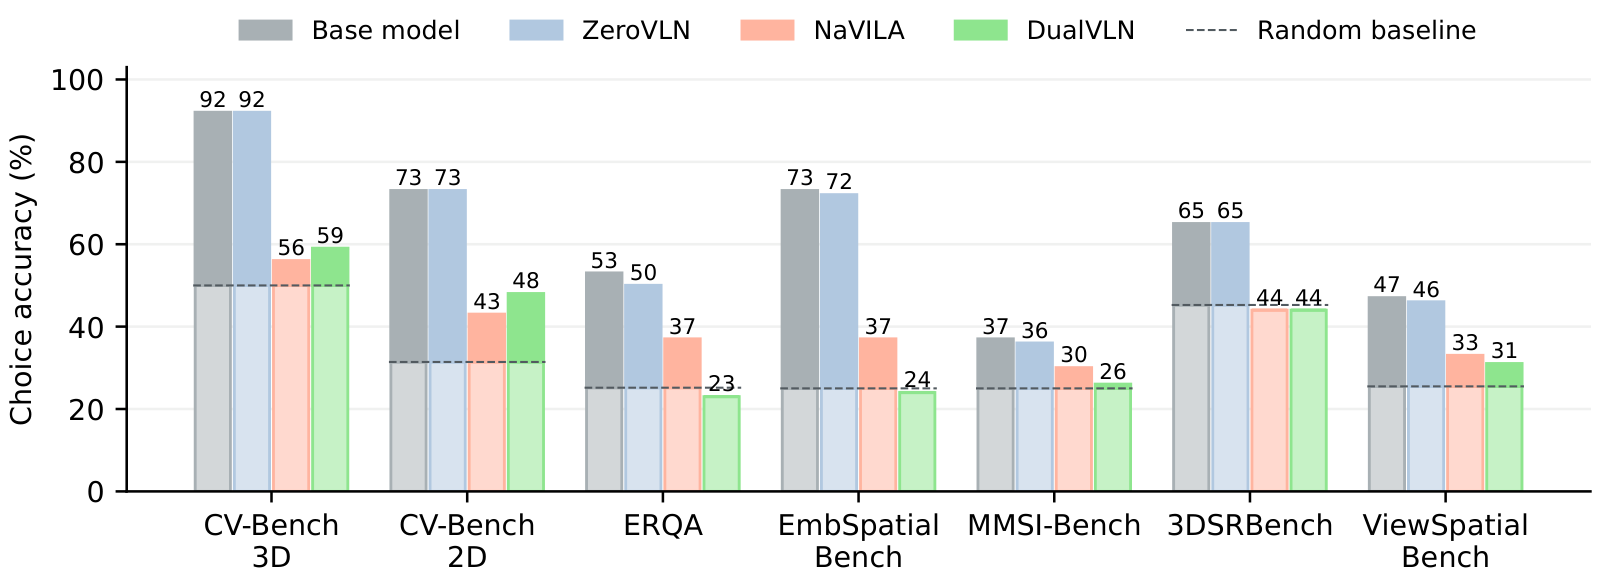 Base model ZeroVLN NaVILA DualVLN Random baseline
Choice accuracy (%)
100
80
60
40
20
0
92 92 56 59
73 73 43 48
53 50 37 23
73 72 37 24
37 36 30 26
65 65 44 44
47 46 33 31
CV-Bench
3D
CV-Bench
2D
ERQA
EmbSpatial
Bench
MMSI-Bench
3DSRBench
ViewSpatial
Bench